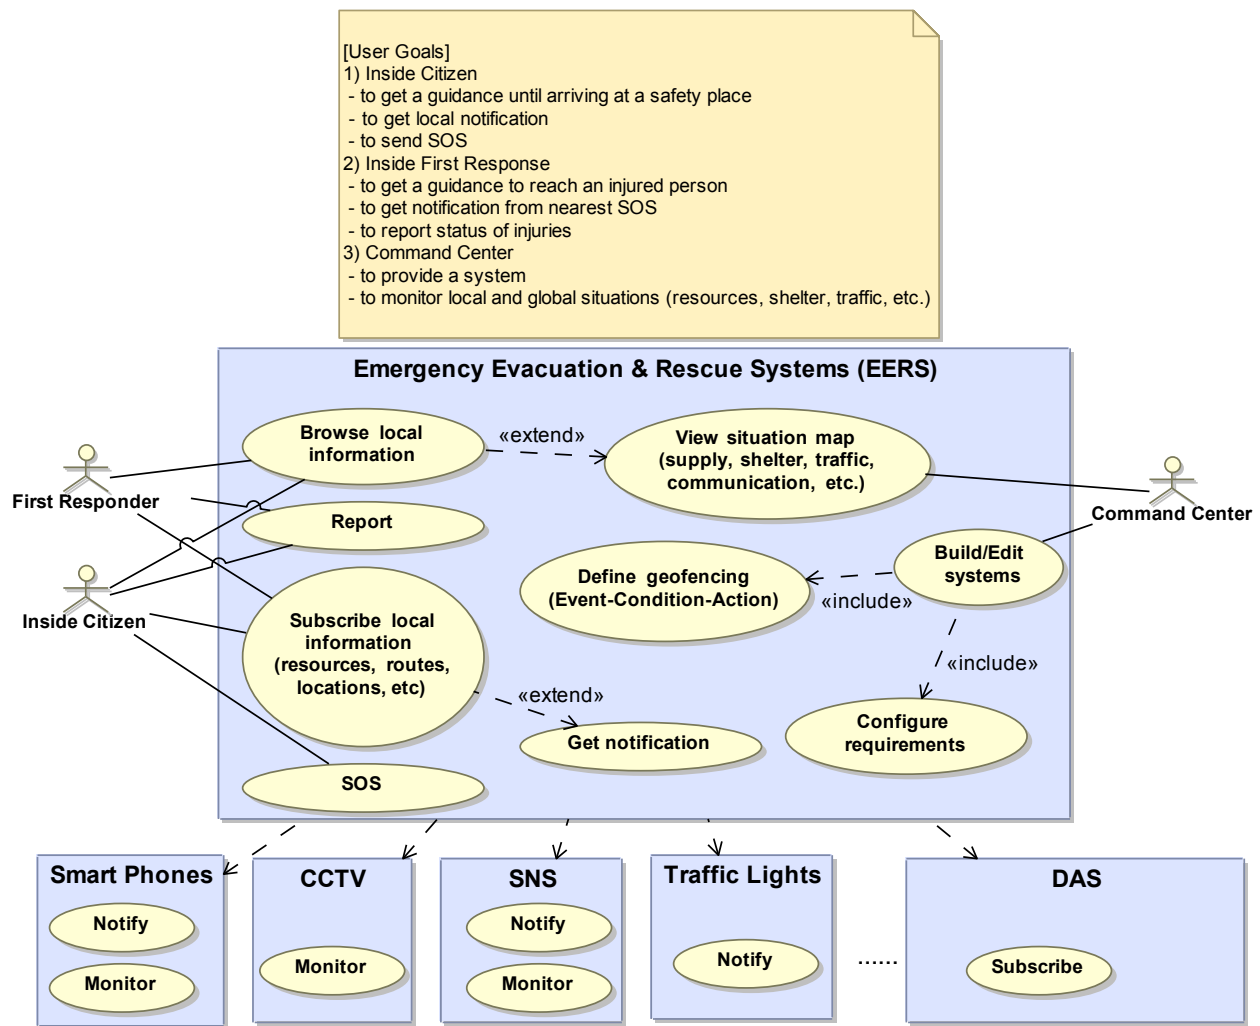 [User Goals]
1) Inside Citizen
- to get a guidance until arriving at a safety place
- to get local notification
- to send SOS
2) Inside First Response
- to get a guidance to reach an injured person
- to get notification from nearest SOS
- to report status of injuries
3) Command Center
- to provide a system
- to monitor local and global situations (resources, shelter, traffic, etc.)
Emergency Evacuation & Rescue Systems (EERS)
Browse local
information
«extend»
View situation map
(supply, shelter, traffic,
communication, etc.)
First Responder
Command Center
Report
Build/Edit
systems
Define geofencing
(Event-Condition-Action)
«include»
Inside Citizen
Subscribe local
information
(resources, routes,
locations, etc)
«include»
«extend»
Get notification
Configure
requirements
SOS
Smart Phones
Notify
Monitor
CCTV
Monitor
SNS
Notify
Monitor
Traffic Lights
Notify
......
DAS
Subscribe